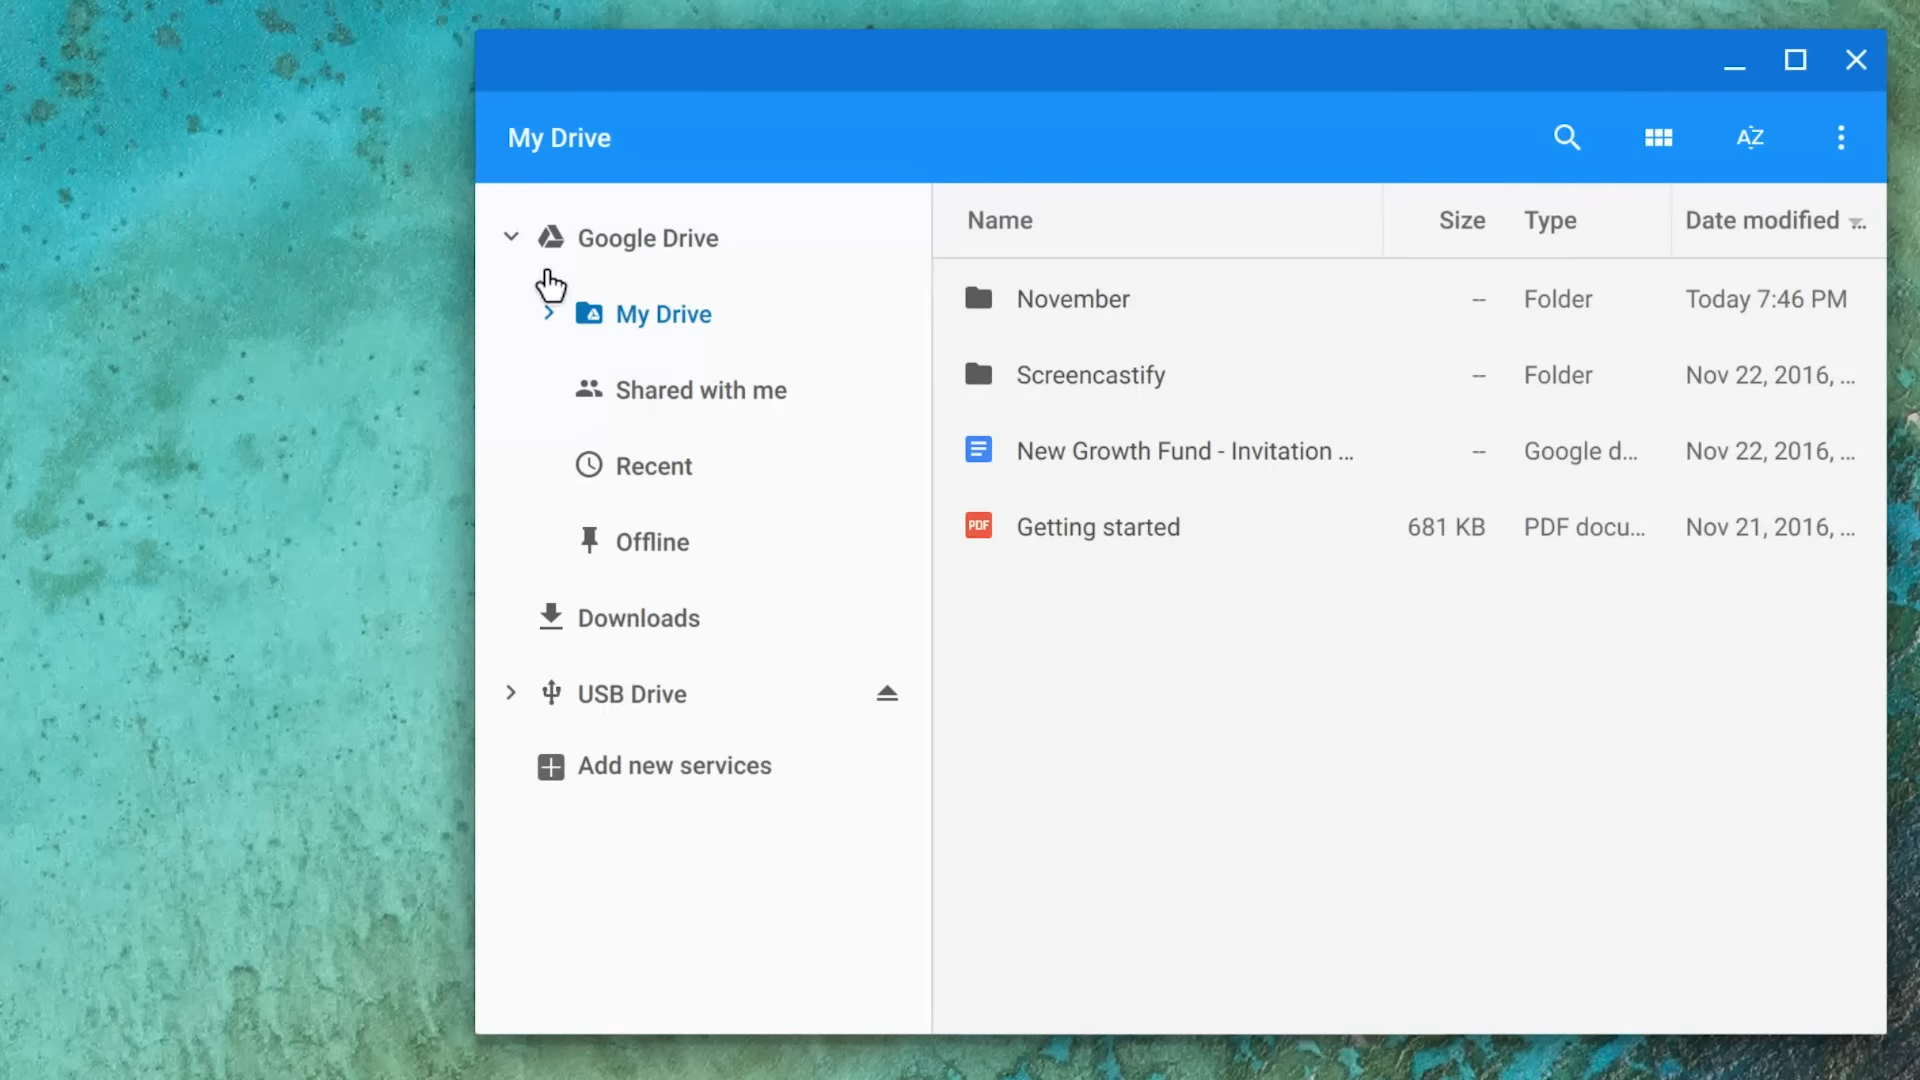 My Drive
AZ
Google Drive
My Drive
Shared with me
Recent
Offline
Downloads
USB Drive
Add new services
Name Size Type Date modified ...
November -- Folder Today 7:46 PM
Screencastify -- Folder Nov 22, 2016, ...
New Growth Fund - Invitation ... -- Google d... Nov 22, 2016, ...
PDF Getting started 681 KB PDF docu... Nov 21, 2016, ...